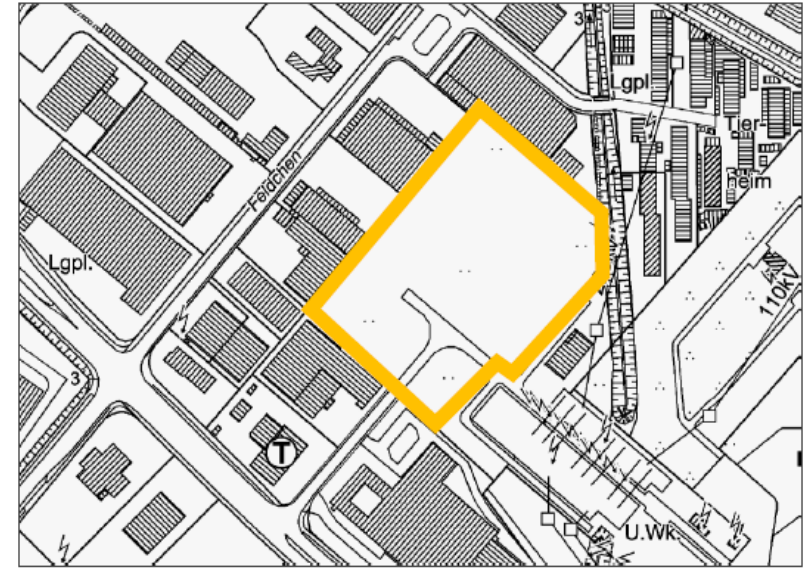 3
Lgpl
Tier-
heim
Feldchen
Lgpl.
110kV
3
T
U.Wk.